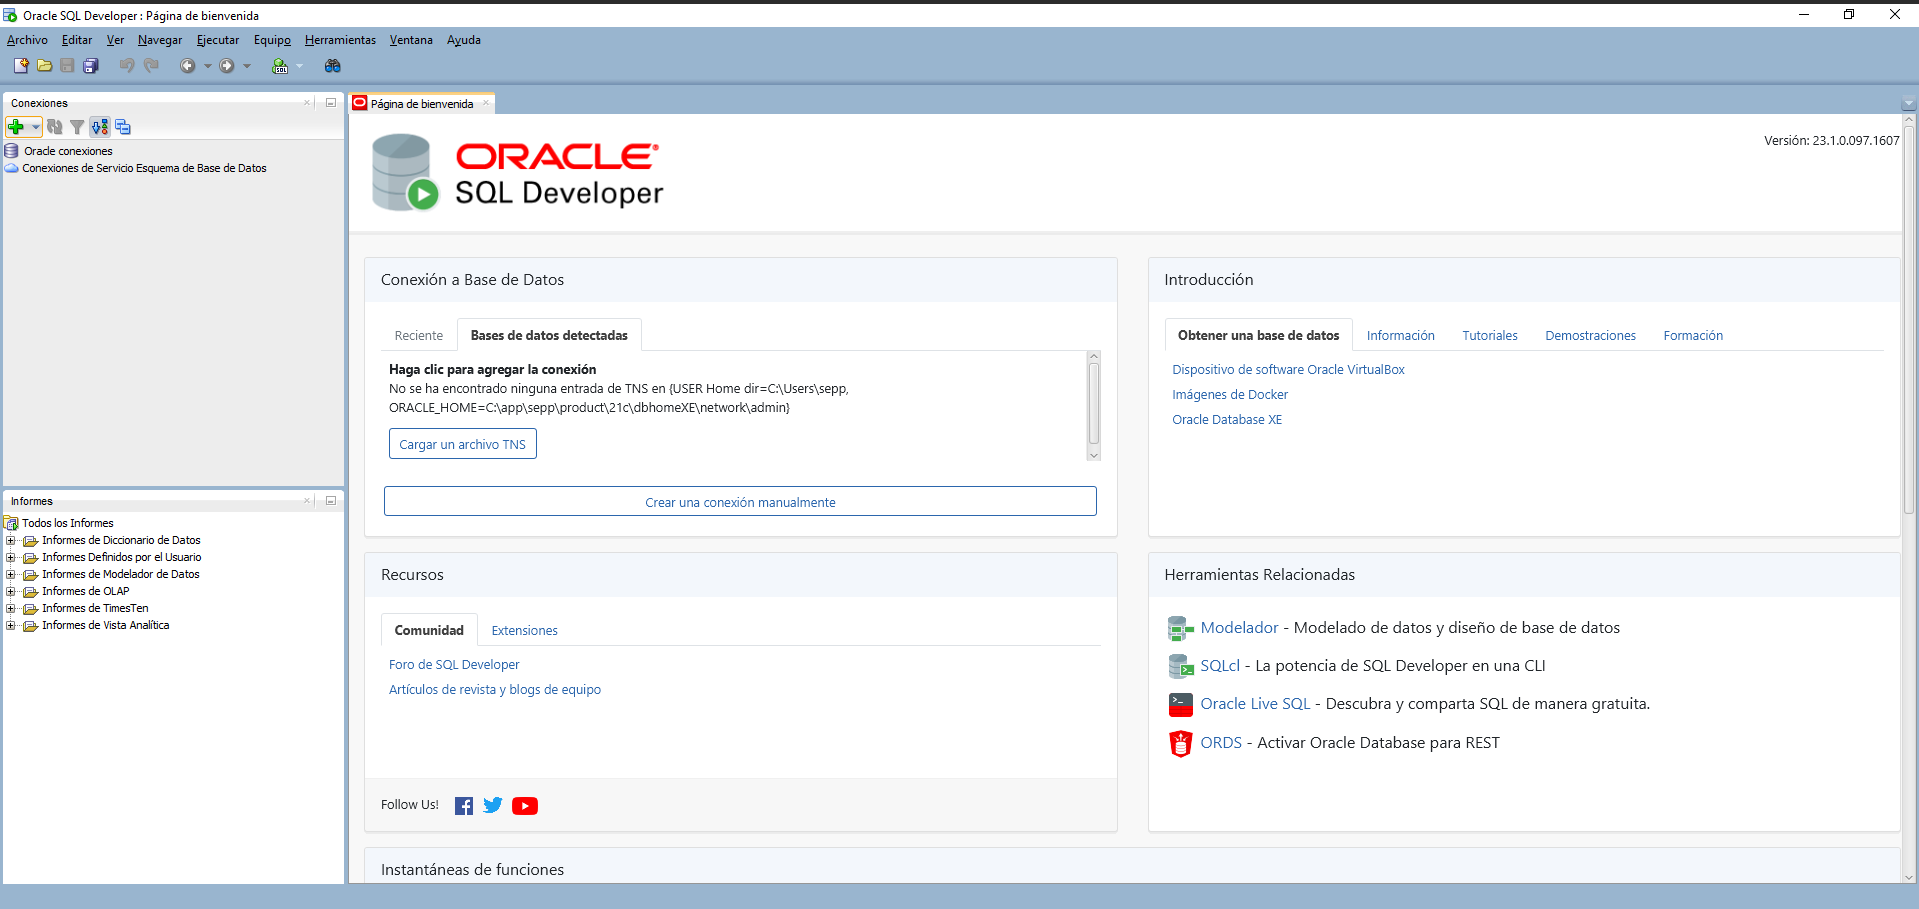 Oracle SQL Developer : Página de bienvenida
Archivo Editar Ver Navegar Ejecutar Equipo Herramientas Ventana Ayuda
SQL
Conexiones
Oracle conexiones
Conexiones de Servicio Esquema de Base de Datos
Informes
Todos los Informes
Informes de Diccionario de Datos
Informes Definidos por el Usuario
Informes de Modelador de Datos
Informes de OLAP
Informes de TimesTen
Informes de Vista Analítica
Página de bienvenida
ORACLE
SQL Developer
Versión: 23.1.0.097.1607
Conexión a Base de Datos
Reciente Bases de datos detectadas
Haga clic para agregar la conexión
No se ha encontrado ninguna entrada de TNS en {USER Home dir=C:\Users\sepp,
ORACLE_HOME=C:\app\sepp\product\21c\dbhomeXE\network\admin}
Cargar un archivo TNS
Crear una conexión manualmente
Introducción
Obtener una base de datos Información Tutoriales Demostraciones Formación
Dispositivo de software Oracle VirtualBox
Imágenes de Docker
Oracle Database XE
Recursos
Comunidad Extensiones
Foro de SQL Developer
Artículos de revista y blogs de equipo
Follow Us!
Herramientas Relacionadas
Modelador - Modelado de datos y diseño de base de datos
SQLcl - La potencia de SQL Developer en una CLI
Oracle Live SQL - Descubra y comparta SQL de manera gratuita.
ORDS - Activar Oracle Database para REST
Instantáneas de funciones